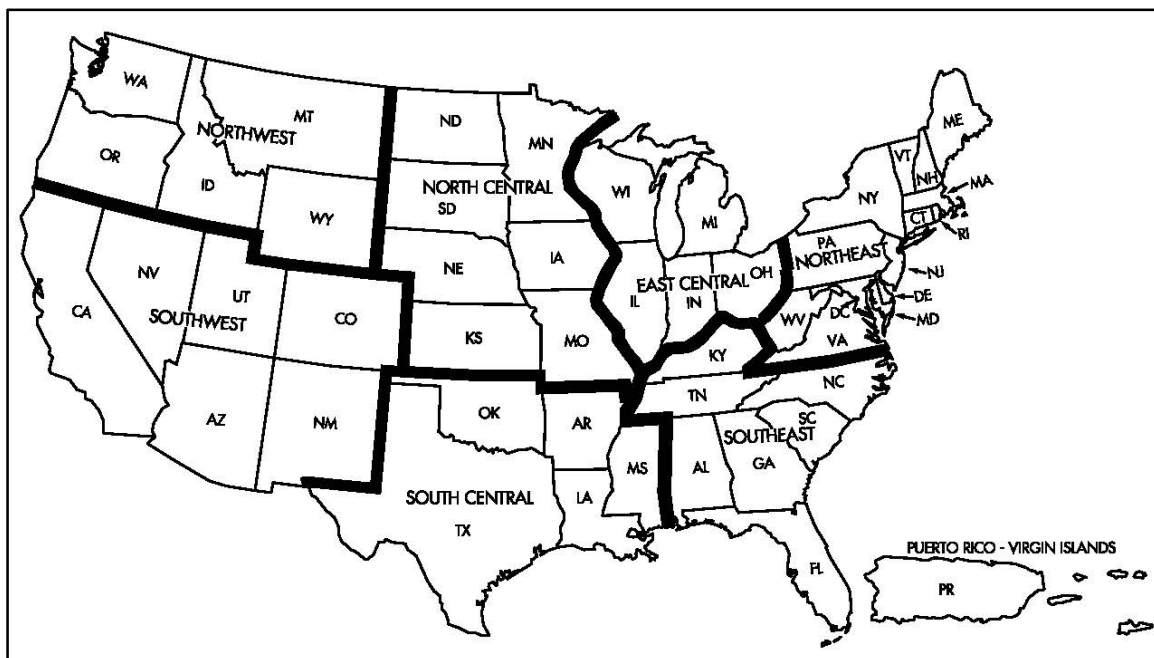 WA
MT
NORTHWEST
OR
ID
WY
ND
MN
NORTH CENTRAL
SD
NE
IA
KS
MO
WI
MI
EAST CENTRAL
IL
IN
OH
ME
VT
NH
MA
NY
CT
RI
PA
NORTHEAST
NJ
DE
MD
DC
WV
VA
NV
UT
CA
SOUTHWEST
CO
AZ
NM
OK
AR
SOUTH CENTRAL
TX
LA
MS
KY
TN
NC
SC
SOUTHEAST
AL
GA
FL
PUERTO RICO - VIRGIN ISLANDS
PR